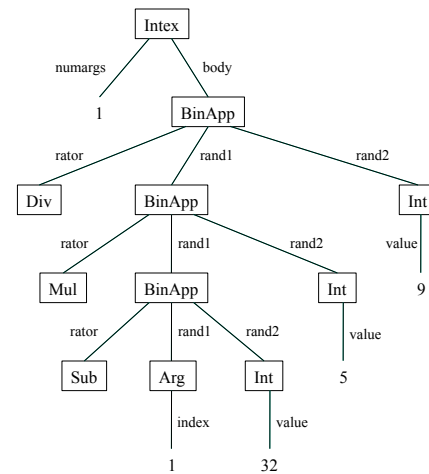 Intex
numargs body
1 BinApp
rator rand1 rand2
Div BinApp Int
rator rand1 rand2 value
Mul BinApp Int 9
rator rand1 rand2 value
Sub Arg Int 5
index value
1 32